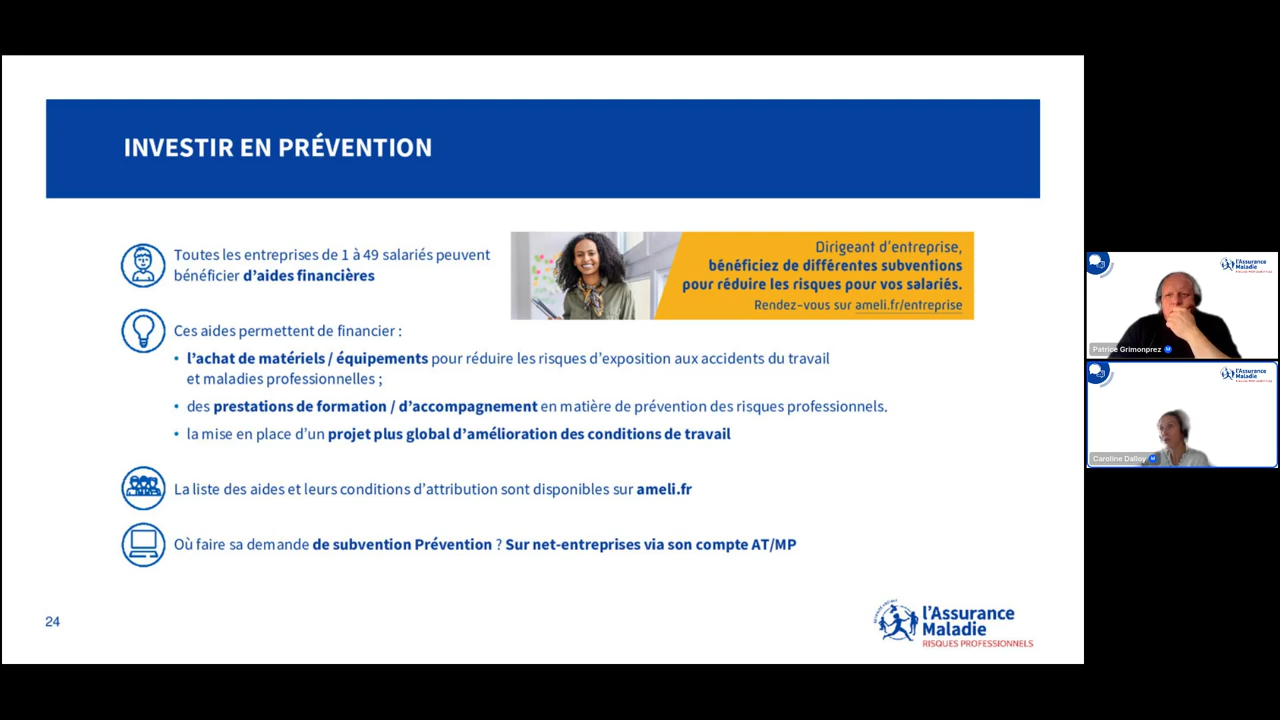 INVESTIR EN PRÉVENTION
Toutes les entreprises de 1 à 49 salariés peuvent
bénéficier d'aides financières
Dirigeant d'entreprise,
bénéficiez de différentes subventions
pour réduire les risques pour vos salariés.
Rendez-vous sur ameli.fr/entreprise
Ces aides permettent de financier :
• l'achat de matériels / équipements pour réduire les risques d'exposition aux accidents du travail
et maladies professionnelles ;
• des prestations de formation / d'accompagnement en matière de prévention des risques professionnels.
• la mise en place d'un projet plus global d'amélioration des conditions de travail
La liste des aides et leurs conditions d'attribution sont disponibles sur ameli.fr
Où faire sa demande de subvention Prévention ? Sur net-entreprises via son compte AT/MP
24
l'Assurance
Maladie
RISQUES PROFESSIONNELS
l'Assurance
Maladie
Patrice Grimonprez
l'Assurance
Maladie
Caroline Dalloy